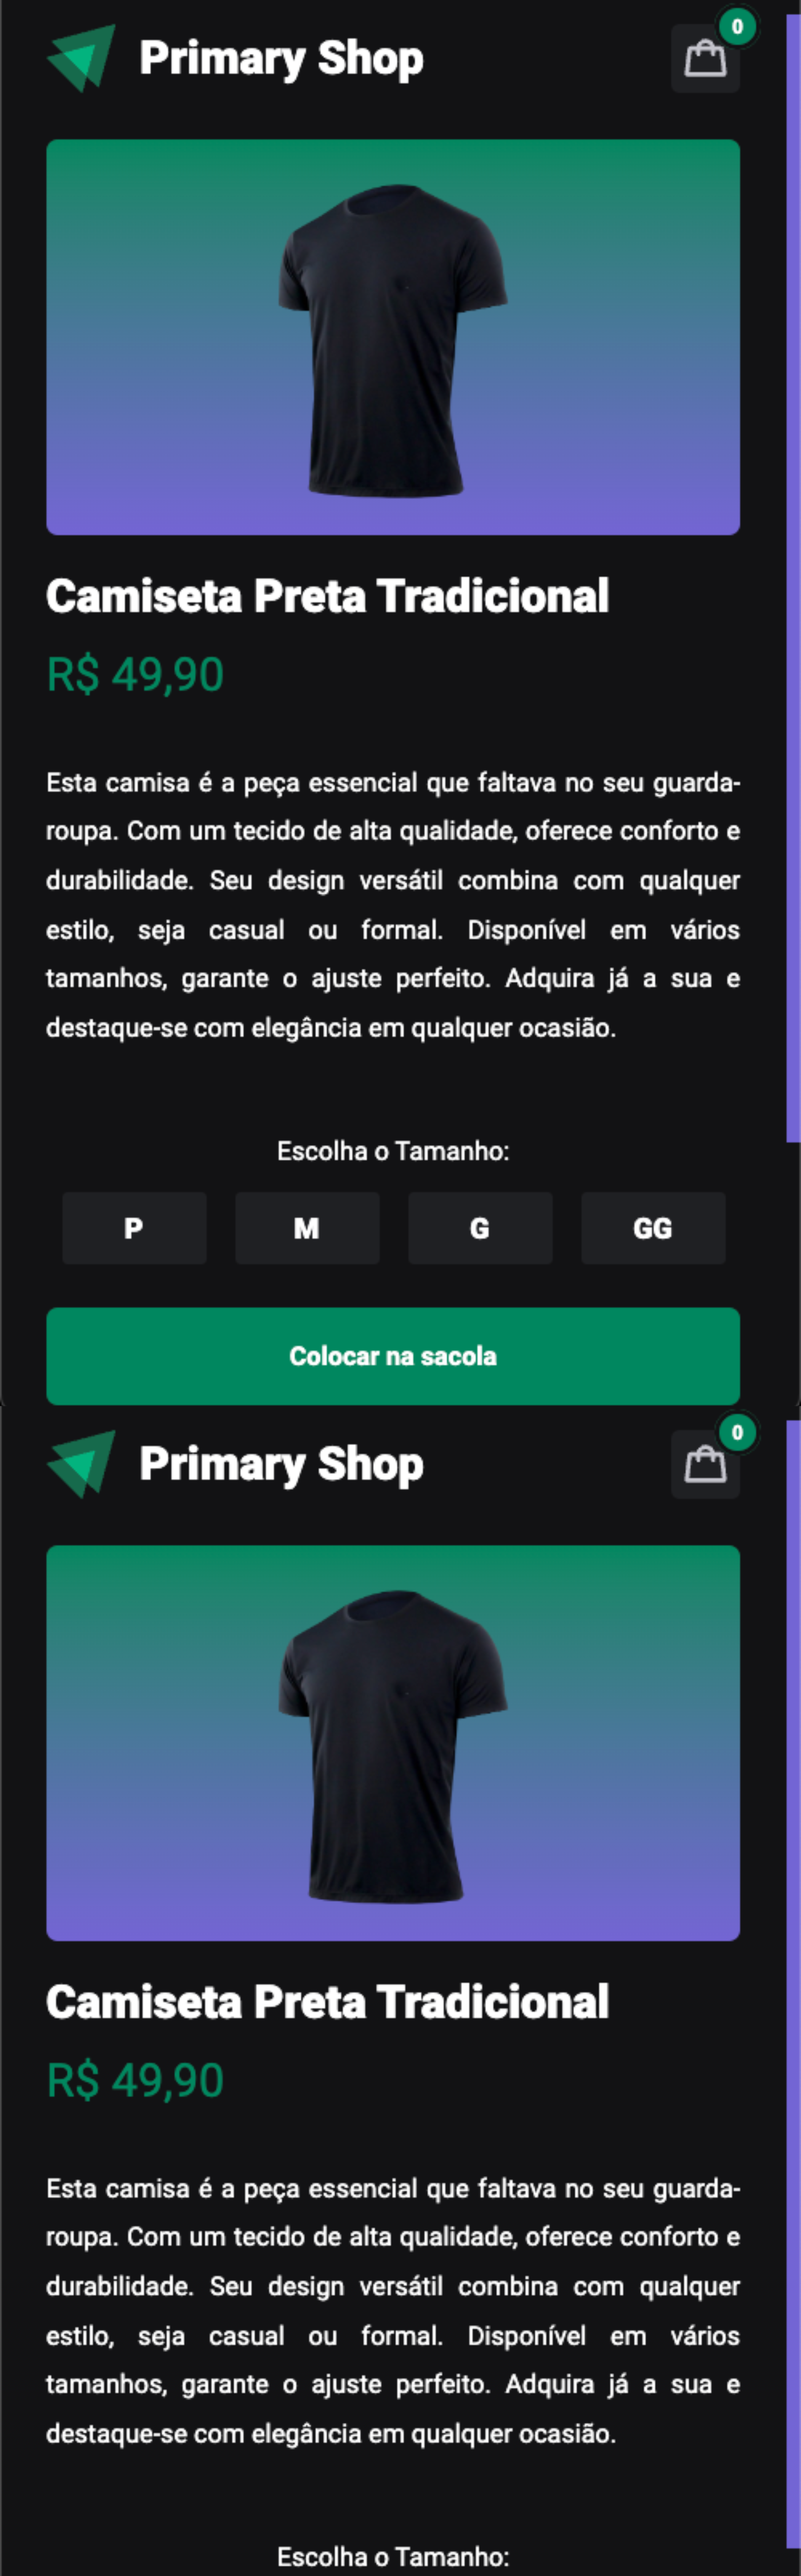 Primary Shop
0
Camiseta Preta Tradicional
R$ 49,90
Esta camisa é a peça essencial que faltava no seu guarda-
roupa. Com um tecido de alta qualidade, oferece conforto e
durabilidade. Seu design versátil combina com qualquer
estilo, seja casual ou formal. Disponível em vários
tamanhos, garante o ajuste perfeito. Adquira já a sua e
destaque-se com elegância em qualquer ocasião.
Escolha o Tamanho:
P M G GG
Colocar na sacola
Primary Shop
0
Camiseta Preta Tradicional
R$ 49,90
Esta camisa é a peça essencial que faltava no seu guarda-
roupa. Com um tecido de alta qualidade, oferece conforto e
durabilidade. Seu design versátil combina com qualquer
estilo, seja casual ou formal. Disponível em vários
tamanhos, garante o ajuste perfeito. Adquira já a sua e
destaque-se com elegância em qualquer ocasião.
Escolha o Tamanho: